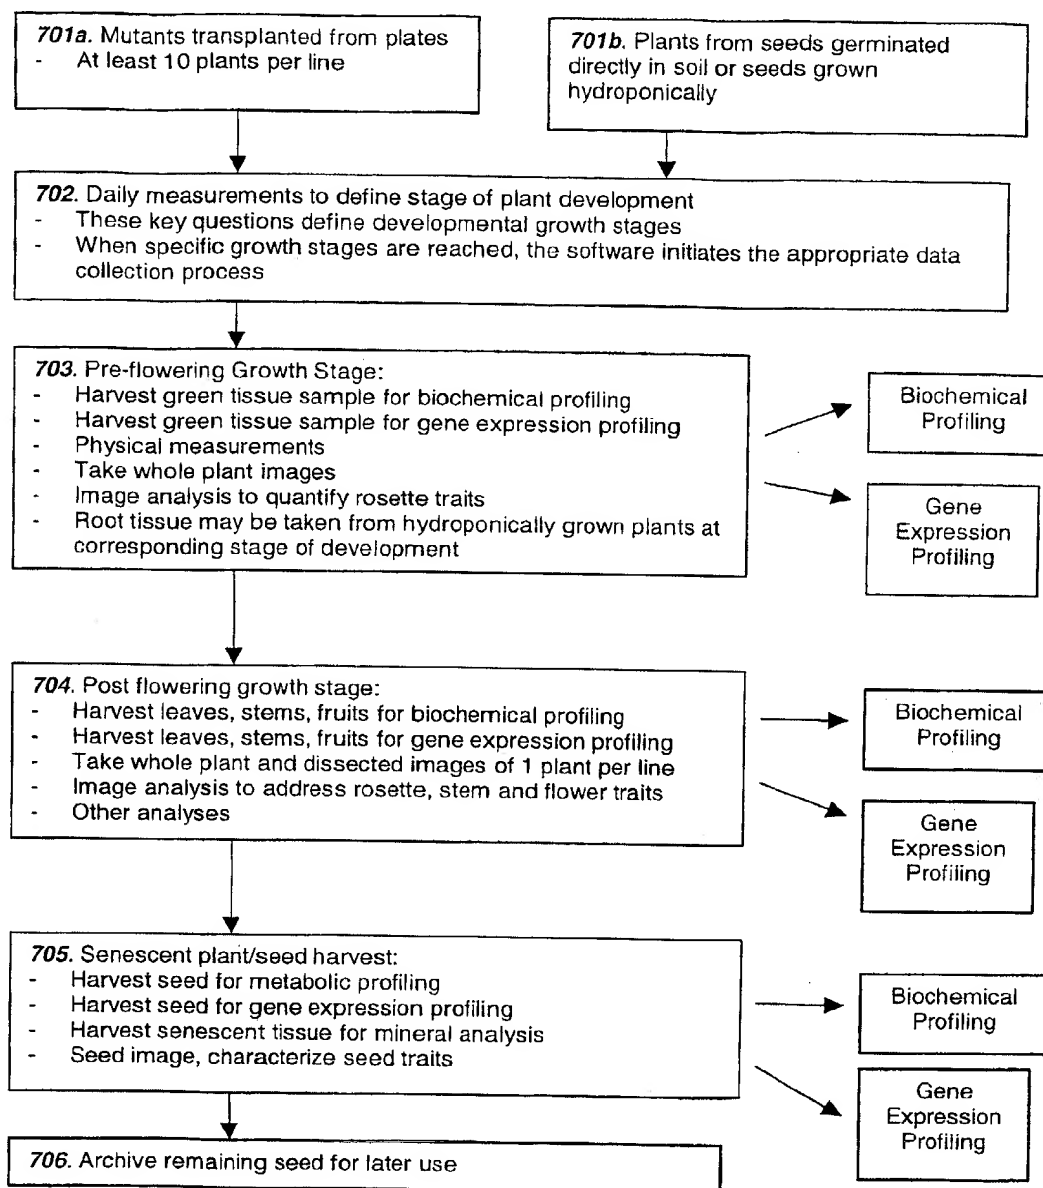 701a. Mutants transplanted from plates
- At least 10 plants per line
701b. Plants from seeds germinated
directly in soil or seeds grown
hydroponically
702. Daily measurements to define stage of plant development
- These key questions define developmental growth stages
- When specific growth stages are reached, the software initiates the appropriate data
collection process
703. Pre-flowering Growth Stage:
- Harvest green tissue sample for biochemical profiling
- Harvest green tissue sample for gene expression profiling
- Physical measurements
- Take whole plant images
- Image analysis to quantify rosette traits
- Root tissue may be taken from hydroponically grown plants at
corresponding stage of development
Biochemical
Profiling
Gene
Expression
Profiling
704. Post flowering growth stage:
- Harvest leaves, stems, fruits for biochemical profiling
- Harvest leaves, stems, fruits for gene expression profiling
- Take whole plant and dissected images of 1 plant per line
- Image analysis to address rosette, stem and flower traits
- Other analyses
Biochemical
Profiling
Gene
Expression
Profiling
705. Senescent plant/seed harvest:
- Harvest seed for metabolic profiling
- Harvest seed for gene expression profiling
- Harvest senescent tissue for mineral analysis
- Seed image, characterize seed traits
Biochemical
Profiling
Gene
Expression
Profiling
706. Archive remaining seed for later use